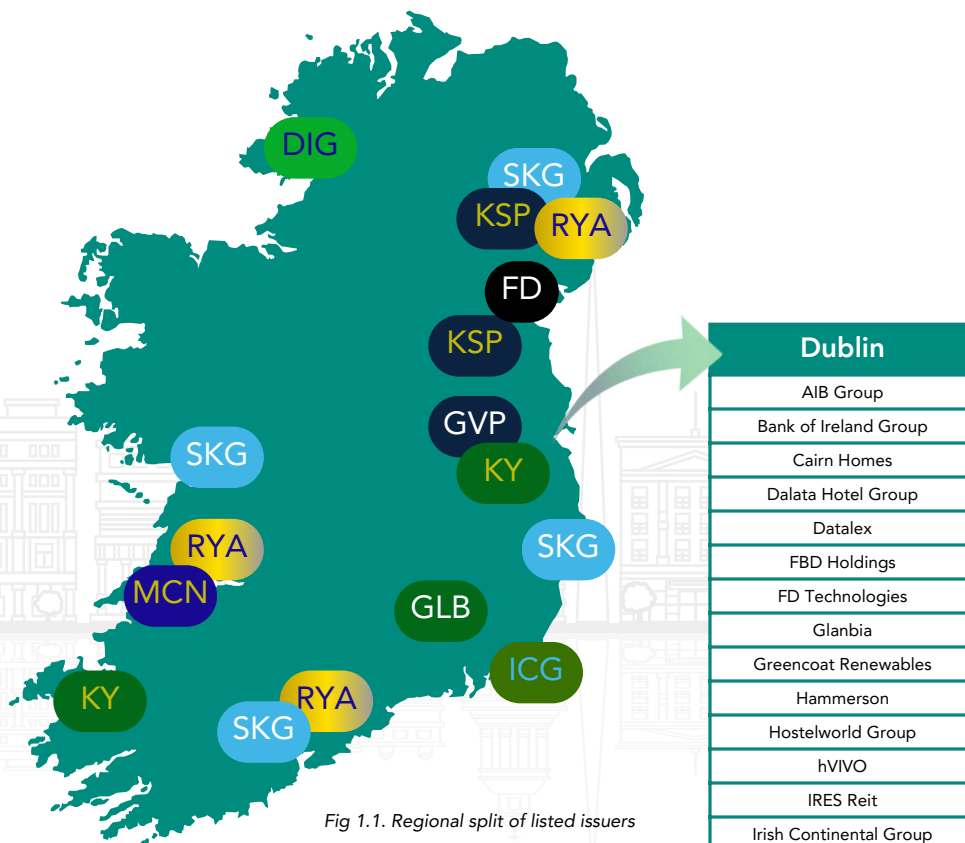 DIG
SKG
KSP
RYA
FD
KSP
GVP
KY
SKG
SKG
RYA
MCN
GLB
ICG
KY
RYA
SKG
Fig 1.1. Regional split of listed issuers
Dublin
AIB Group
Bank of Ireland Group
Cairn Homes
Dalata Hotel Group
Datalex
FBD Holdings
FD Technologies
Glanbia
Greencoat Renewables
Hammerson
Hostelworld Group
hVIVO
IRES Reit
Irish Continental Group